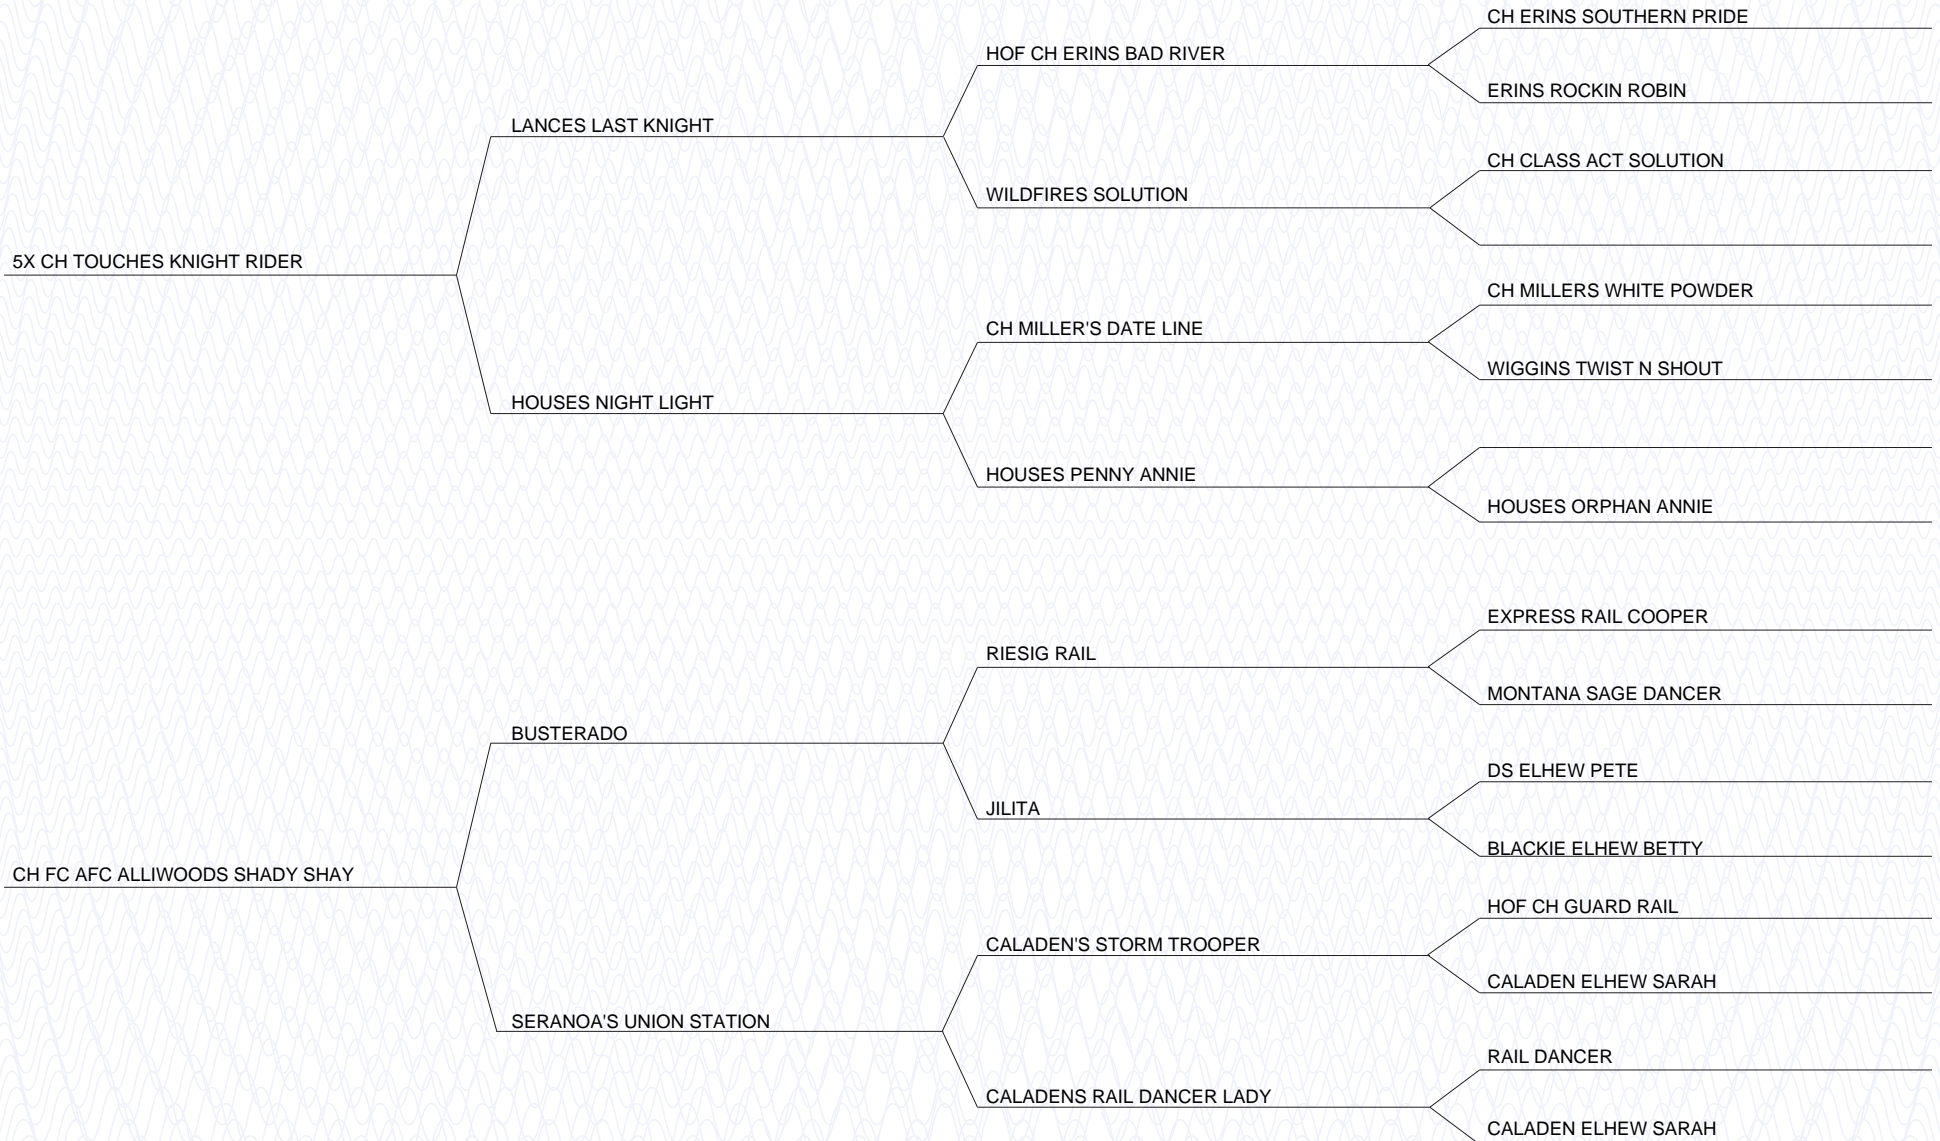 5X CH TOUCHES KNIGHT RIDER
LANCES LAST KNIGHT
HOF CH ERINS BAD RIVER
CH ERINS SOUTHERN PRIDE
ERINS ROCKIN ROBIN
WILDFIRES SOLUTION
CH CLASS ACT SOLUTION
HOUSES NIGHT LIGHT
CH MILLER'S DATE LINE
CH MILLERS WHITE POWDER
WIGGINS TWIST N SHOUT
HOUSES PENNY ANNIE
HOUSES ORPHAN ANNIE
CH FC AFC ALLIWOODS SHADY SHAY
BUSTERADO
RIESIG RAIL
EXPRESS RAIL COOPER
MONTANA SAGE DANCER
JILITA
DS ELHEW PETE
BLACKIE ELHEW BETTY
SERANOA'S UNION STATION
CALADEN'S STORM TROOPER
HOF CH GUARD RAIL
CALADEN ELHEW SARAH
CALADENS RAIL DANCER LADY
RAIL DANCER
CALADEN ELHEW SARAH